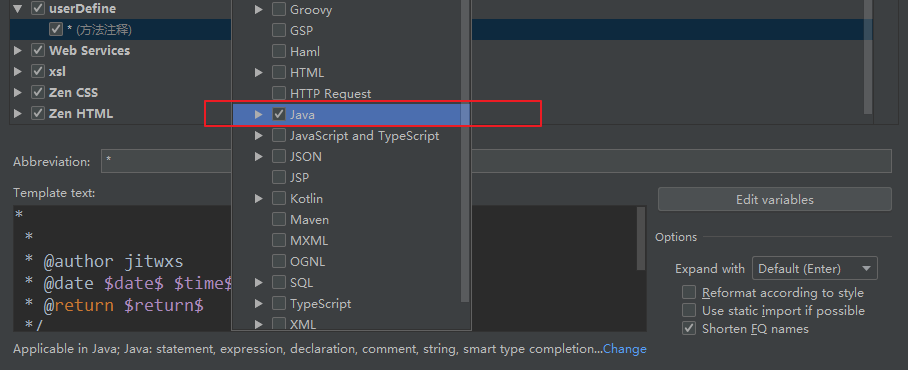 userDefine
* (方法注释)
Web Services
xsl
Zen CSS
Zen HTML
Groovy
GSP
Haml
HTML
HTTP Request
Java
JavaScript and TypeScript
JSON
JSP
Kotlin
Maven
MXML
OGNL
SQL
TypeScript
XML
Abbreviation: *
Template text:
*
*
* @author jitwxs
* @date $date$ $time$
* @return $return$
*/
Edit variables
Options
Expand with Default (Enter)
Reformat according to style
Use static import if possible
Shorten FQ names
Applicable in Java; Java: statement, expression, declaration, comment, string, smart type completion...Change